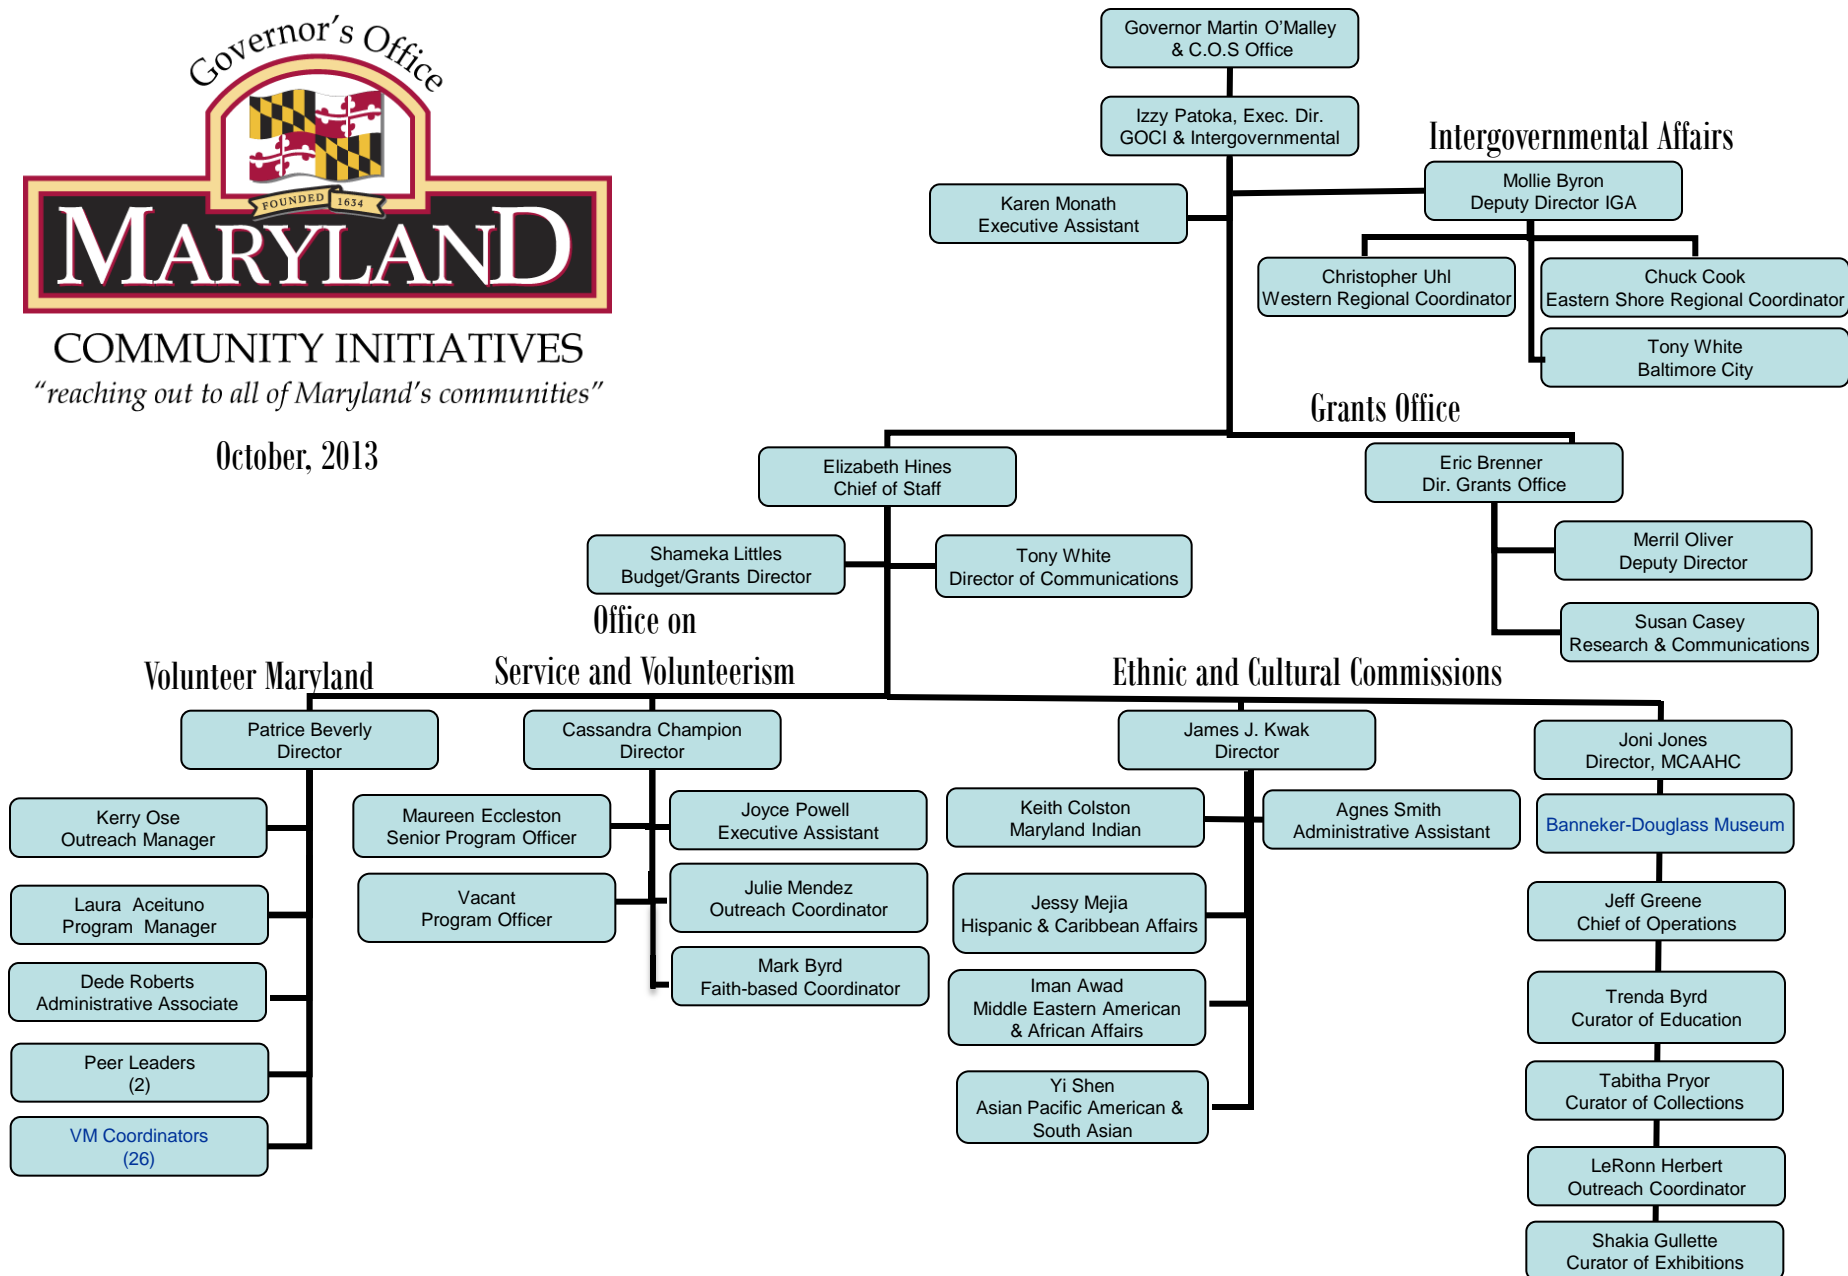 Governor's Office
FOUNDED 1634
MARYLAND
COMMUNITY INITIATIVES
“reaching out to all of Maryland’s communities”
October, 2013
Governor Martin O’Malley
& C.O.S Office
Izzy Patoka, Exec. Dir.
GOCI & Intergovernmental
Karen Monath
Executive Assistant
Intergovernmental Affairs
Mollie Byron
Deputy Director IGA
Christopher Uhl
Western Regional Coordinator
Chuck Cook
Eastern Shore Regional Coordinator
Tony White
Baltimore City
Grants Office
Eric Brenner
Dir. Grants Office
Merril Oliver
Deputy Director
Susan Casey
Research & Communications
Elizabeth Hines
Chief of Staff
Shameka Littles
Budget/Grants Director
Tony White
Director of Communications
Volunteer Maryland
Patrice Beverly
Director
Kerry Ose
Outreach Manager
Laura Aceituno
Program Manager
Dede Roberts
Administrative Associate
Peer Leaders
(2)
VM Coordinators
(26)
Office on
Service and Volunteerism
Cassandra Champion
Director
Maureen Eccleston
Senior Program Officer
Joyce Powell
Executive Assistant
Vacant
Program Officer
Julie Mendez
Outreach Coordinator
Mark Byrd
Faith-based Coordinator
Ethnic and Cultural Commissions
James J. Kwak
Director
Keith Colston
Maryland Indian
Agnes Smith
Administrative Assistant
Jessy Mejia
Hispanic & Caribbean Affairs
Iman Awad
Middle Eastern American
& African Affairs
Yi Shen
Asian Pacific American &
South Asian
Joni Jones
Director, MCAAHC
Banneker-Douglass Museum
Jeff Greene
Chief of Operations
Trenda Byrd
Curator of Education
Tabitha Pryor
Curator of Collections
LeRonn Herbert
Outreach Coordinator
Shakia Gullette
Curator of Exhibitions